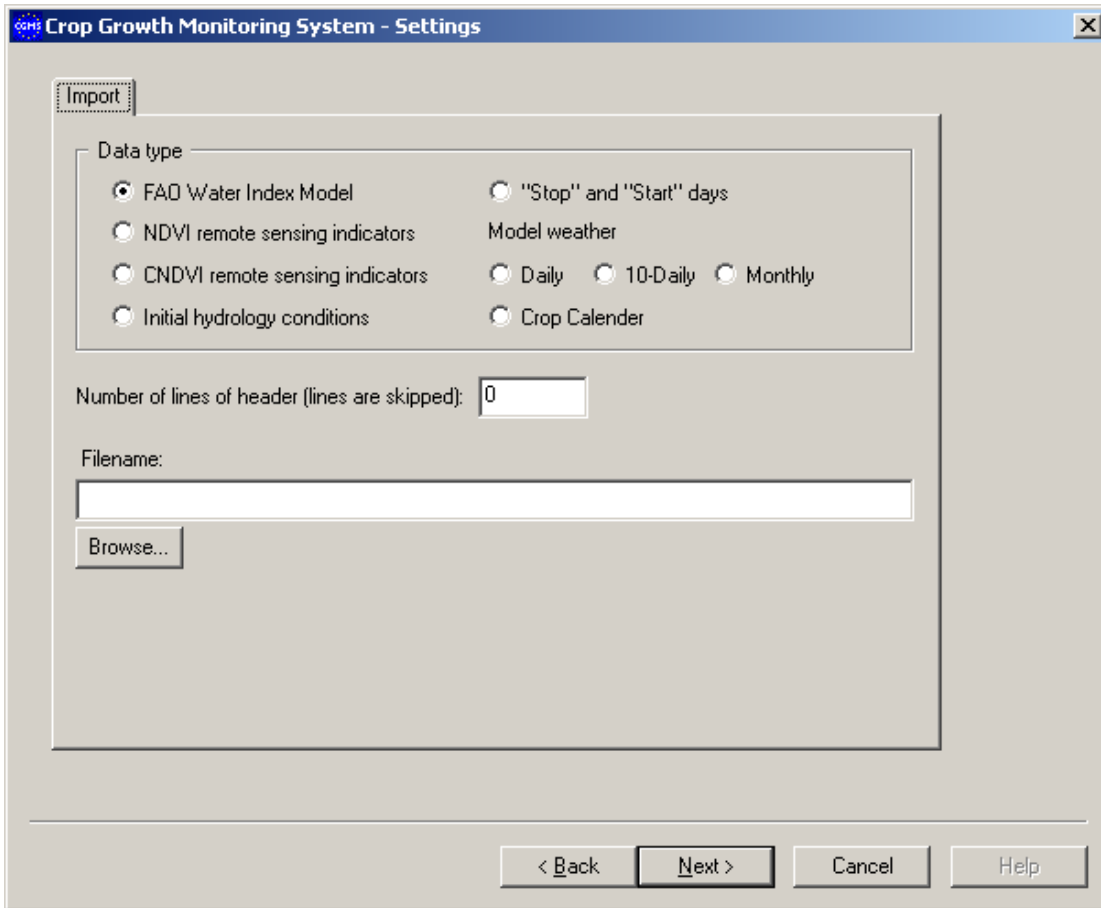 CGMS Crop Growth Monitoring System - Settings
Import
Data type
FAO Water Index Model
"Stop" and "Start" days
NDVI remote sensing indicators
Model weather
CNDVI remote sensing indicators
Daily 10-Daily Monthly
Initial hydrology conditions
Crop Calender
Number of lines of header (lines are skipped): 0
Filename:
Browse...
< Back Next > Cancel Help